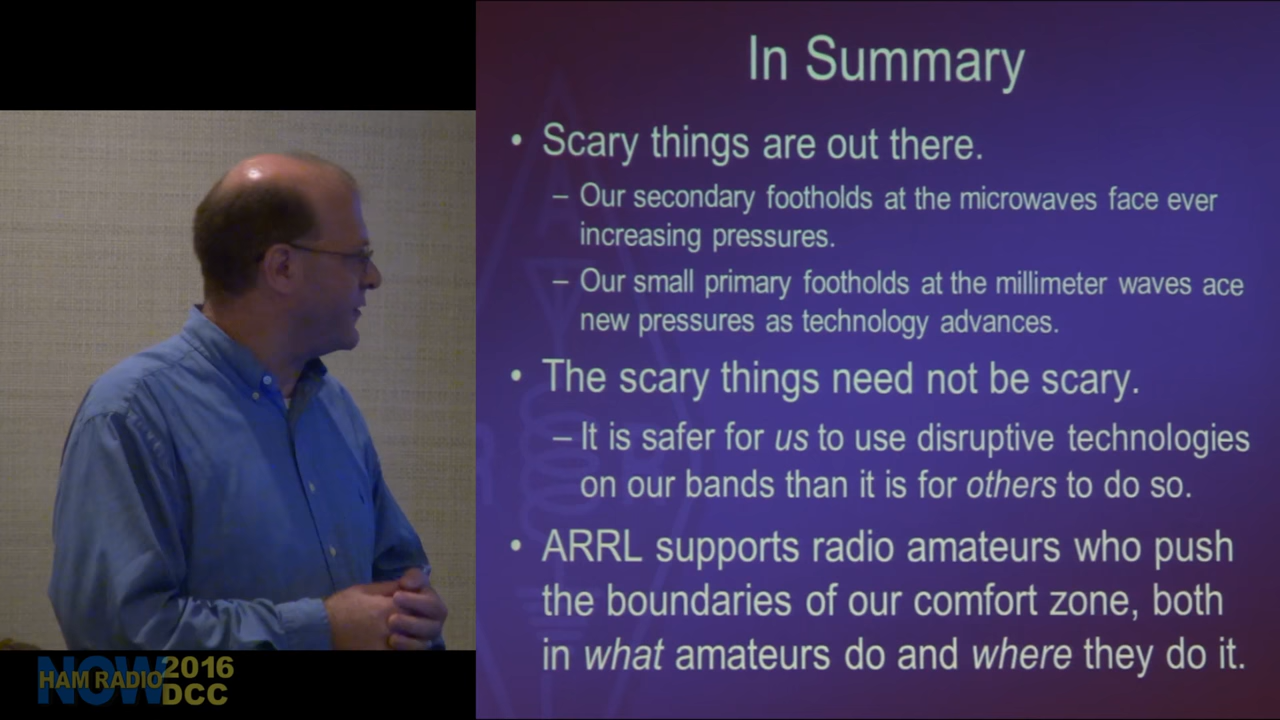 In Summary
• Scary things are out there.
– Our secondary footholds at the microwaves face ever
increasing pressures.
– Our small primary footholds at the millimeter waves ace
new pressures as technology advances.
• The scary things need not be scary.
– It is safer for us to use disruptive technologies
on our bands than it is for others to do so.
• ARRL supports radio amateurs who push
the boundaries of our comfort zone, both
in what amateurs do and where they do it.
HAM RADIO NOW 2016
DCC